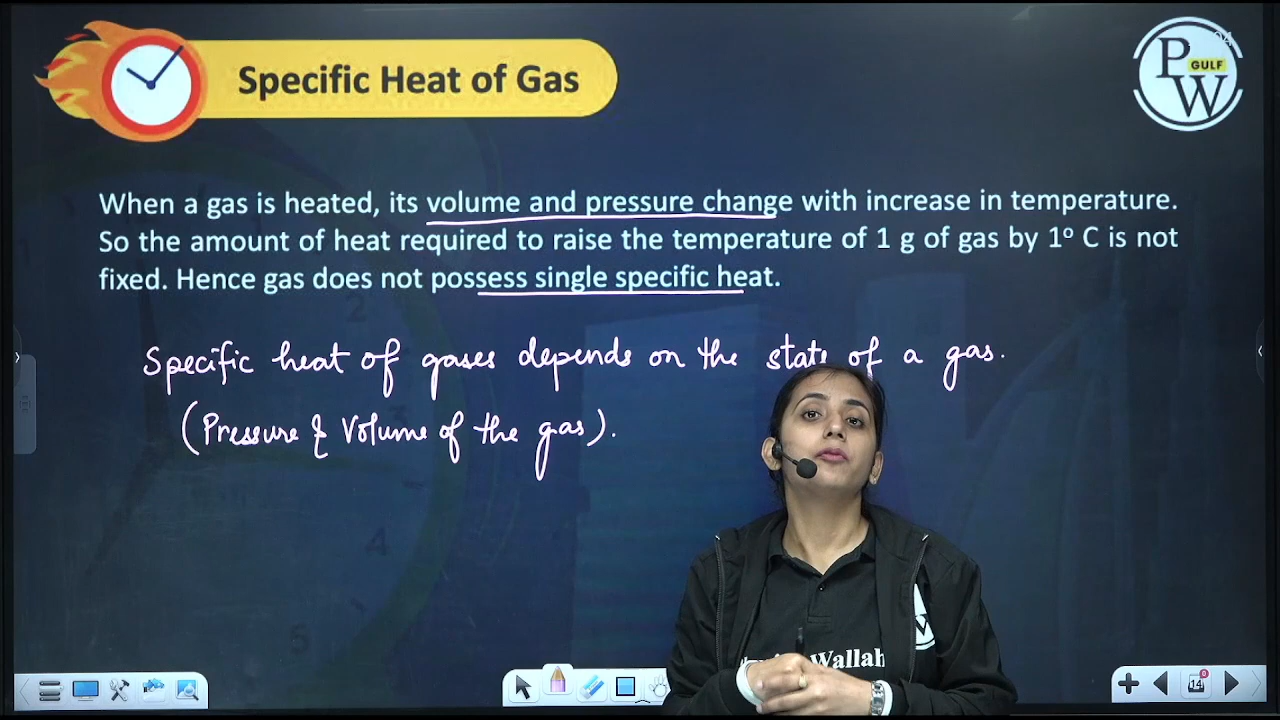 Specific Heat of Gas
P
GULF
W
When a gas is heated, its volume and pressure change with increase in temperature.
So the amount of heat required to raise the temperature of 1 g of gas by 1º C is not
fixed. Hence gas does not possess single specific heat.
Specific heat of gases depends on the state of a gas.
(Pressure & Volume of the gas).
Wallah
W
14